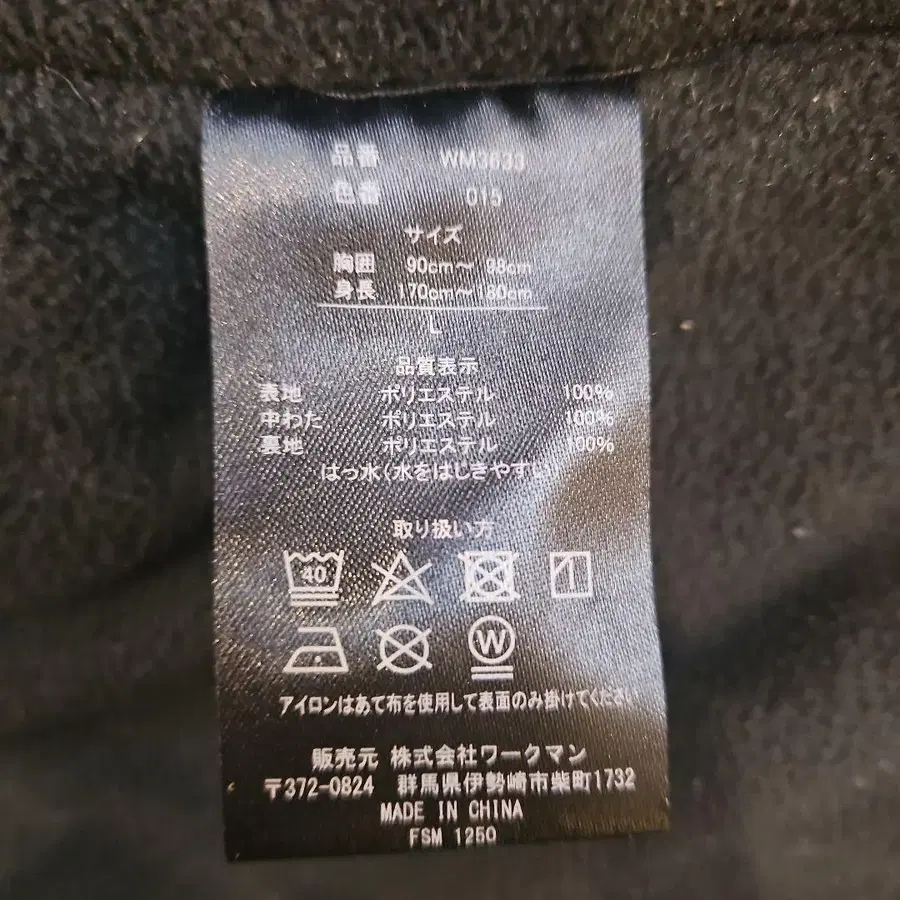 品番 WM3633
色番 015
サイズ
胸囲 90cm～ 98cm
身長 170cm～180cm
L
品質表示
表地 ポリエステル 100%
中わた ポリエステル 100%
裏地 ポリエステル 100%
はっ水(水をはじきやすい
取り扱い方
40
W
アイロンはあて布を使用して表面のみ掛けてください
販売元 株式会社ワークマン
〒372-0824 群馬県伊勢崎市柴町1732
MADE IN CHINA
FSM 1250